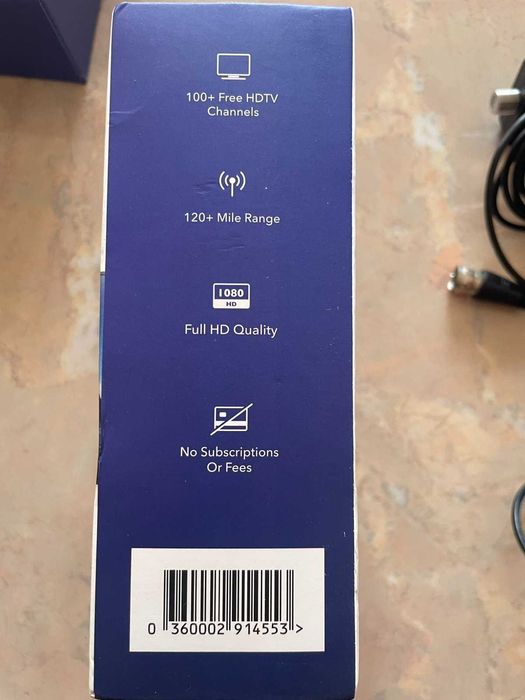 100+ Free HDTV
Channels
120+ Mile Range
1080
HD
Full HD Quality
No Subscriptions
Or Fees
0 360002 914553 >